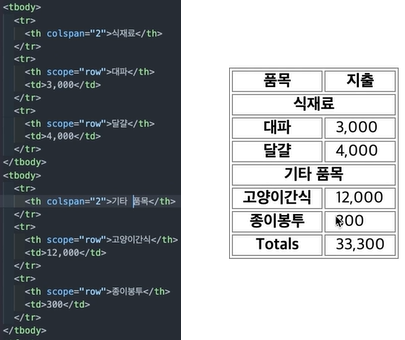 <tbody>
<tr>
<th colspan="2">식재료</th>
</tr>
<tr>
<th scope="row">대파</th>
<td>3,000</td>
</tr>
<tr>
<th scope="row">달걀</th>
<td>4,000</td>
</tr>
</tbody>
<tbody>
<tr>
<th colspan="2">기타 품목</th>
</tr>
<tr>
<th scope="row">고양이간식</th>
<td>12,000</td>
</tr>
<tr>
<th scope="row">종이봉투</th>
<td>300</td>
</tr>
</tbody>
품목 지출
식재료
대파 3,000
달걀 4,000
기타 품목
고양이간식 12,000
종이봉투 300
Totals 33,300